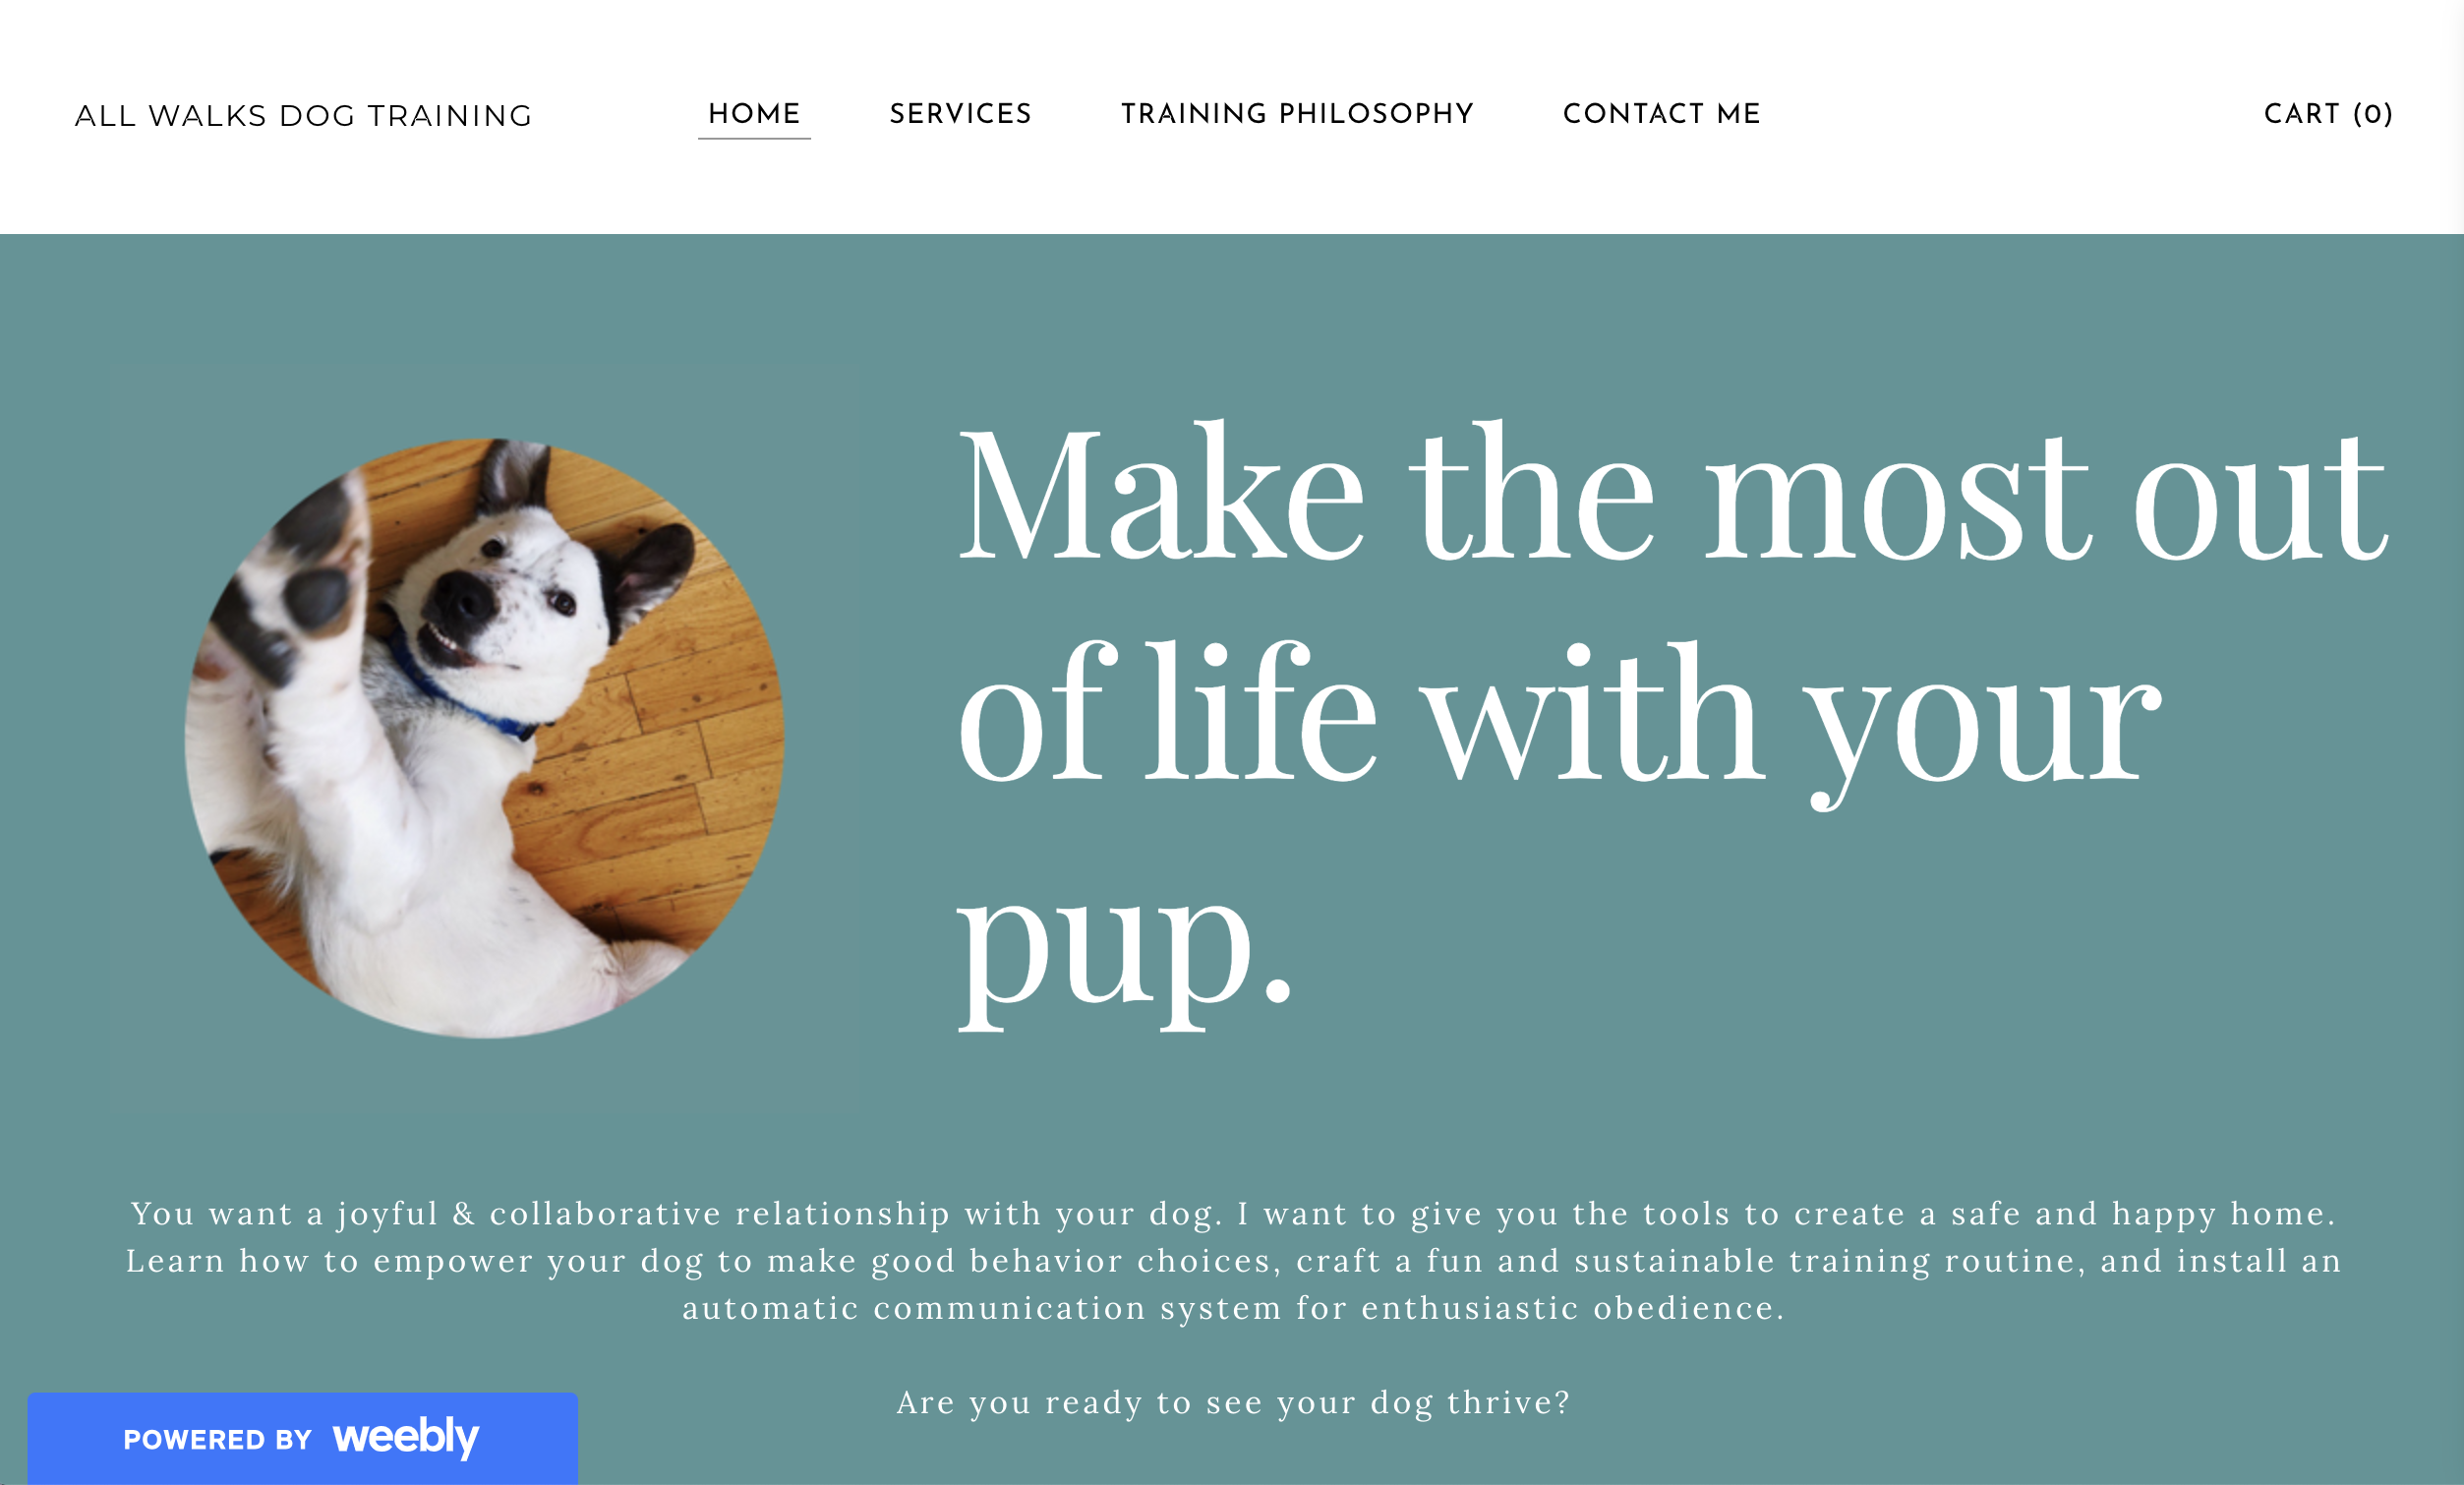 ALL WALKS DOG TRAINING
HOME
SERVICES
TRAINING PHILOSOPHY
CONTACT ME
CART (0)
Make the most out
of life with your
pup.
You want a joyful & collaborative relationship with your dog. I want to give you the tools to create a safe and happy home.
Learn how to empower your dog to make good behavior choices, craft a fun and sustainable training routine, and install an
automatic communication system for enthusiastic obedience.
Are you ready to see your dog thrive?
POWERED BY weebly